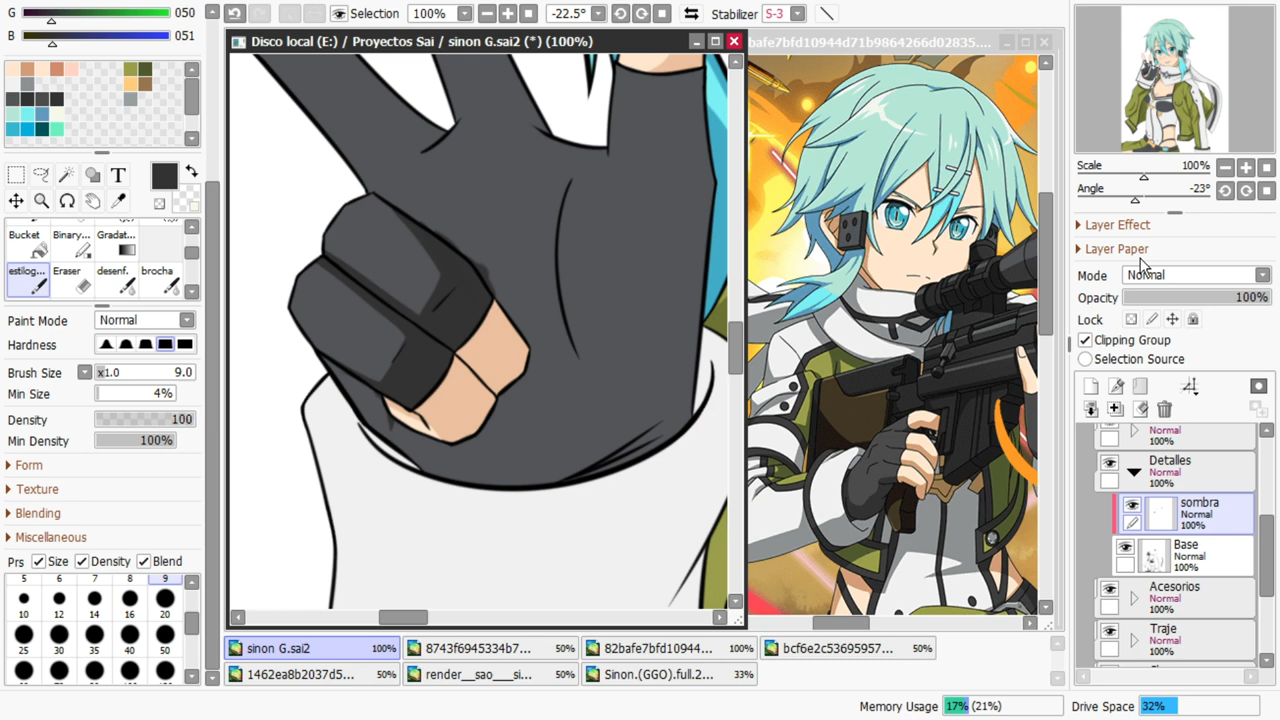 G 050
B 051
Selection 100% -22.5° Stabilizer S-3
Disco local (E:) / Proyectos Sai / sinon G.sai2 (*) (100%)
bafe7bfd10944d71b9864266d02835....
T
Bucket Binary... Gradat...
estilog... Eraser desenf. brocha
Paint Mode Normal
Hardness
Brush Size x1.0 9.0
Min Size 4%
Density 100
Min Density 100%
Form
Texture
Blending
Miscellaneous
Prs Size Density Blend
5 6 7 8 9
10 12 14 16 20
25 30 35 40 50
Scale 100%
Angle -23°
Layer Effect
Layer Paper
Mode Normal
Opacity 100%
Lock
Clipping Group
Selection Source
Normal
100%
Detalles
Normal
100%
sombra
Normal
100%
Base
Normal
100%
Acesorios
100%
Traje
Normal
100%
sinon G.sai2 100%
8743f6945334b7... 50%
82bafe7bfd10944... 100%
bcf6e2c53695957... 50%
1462ea8b2037d5... 50%
render__sao___si... 50%
Sinon.(GGO).full.2... 33%
Memory Usage 17% (21%) Drive Space 32%